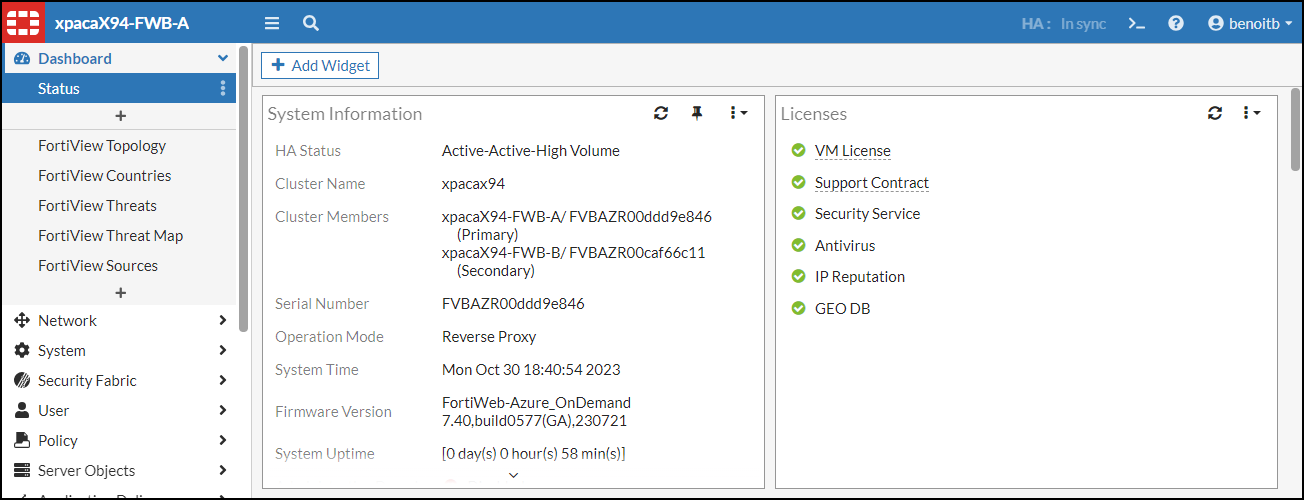 xpacaX94-FWB-A
HA : In sync
benoitb
Dashboard
Status
+
FortiView Topology
FortiView Countries
FortiView Threats
FortiView Threat Map
FortiView Sources
+
Network
System
Security Fabric
User
Policy
Server Objects
+ Add Widget
System Information
HA Status Active-Active-High Volume
Cluster Name xpacax94
Cluster Members xpacaX94-FWB-A/ FVBAZR00ddd9e846
(Primary)
xpacaX94-FWB-B/ FVBAZR00caf66c11
(Secondary)
Serial Number FVBAZR00ddd9e846
Operation Mode Reverse Proxy
System Time Mon Oct 30 18:40:54 2023
Firmware Version FortiWeb-Azure_OnDemand
7.40,build0577(GA),230721
System Uptime [0 day(s) 0 hour(s) 58 min(s)]
Licenses
VM License
Support Contract
Security Service
Antivirus
IP Reputation
GEO DB